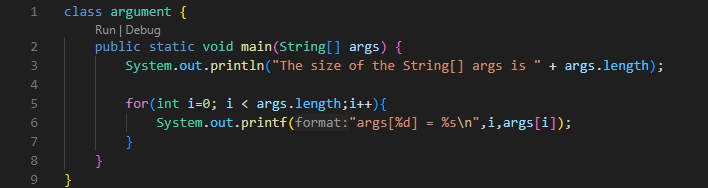 1 class argument {
Run | Debug
2 public static void main(String[] args) {
3 System.out.println("The size of the String[] args is " + args.length);
4
5 for(int i=0; i < args.length;i++){
6 System.out.printf(format:"args[%d] = %s\n",i,args[i]);
7 }
8 }
9 }